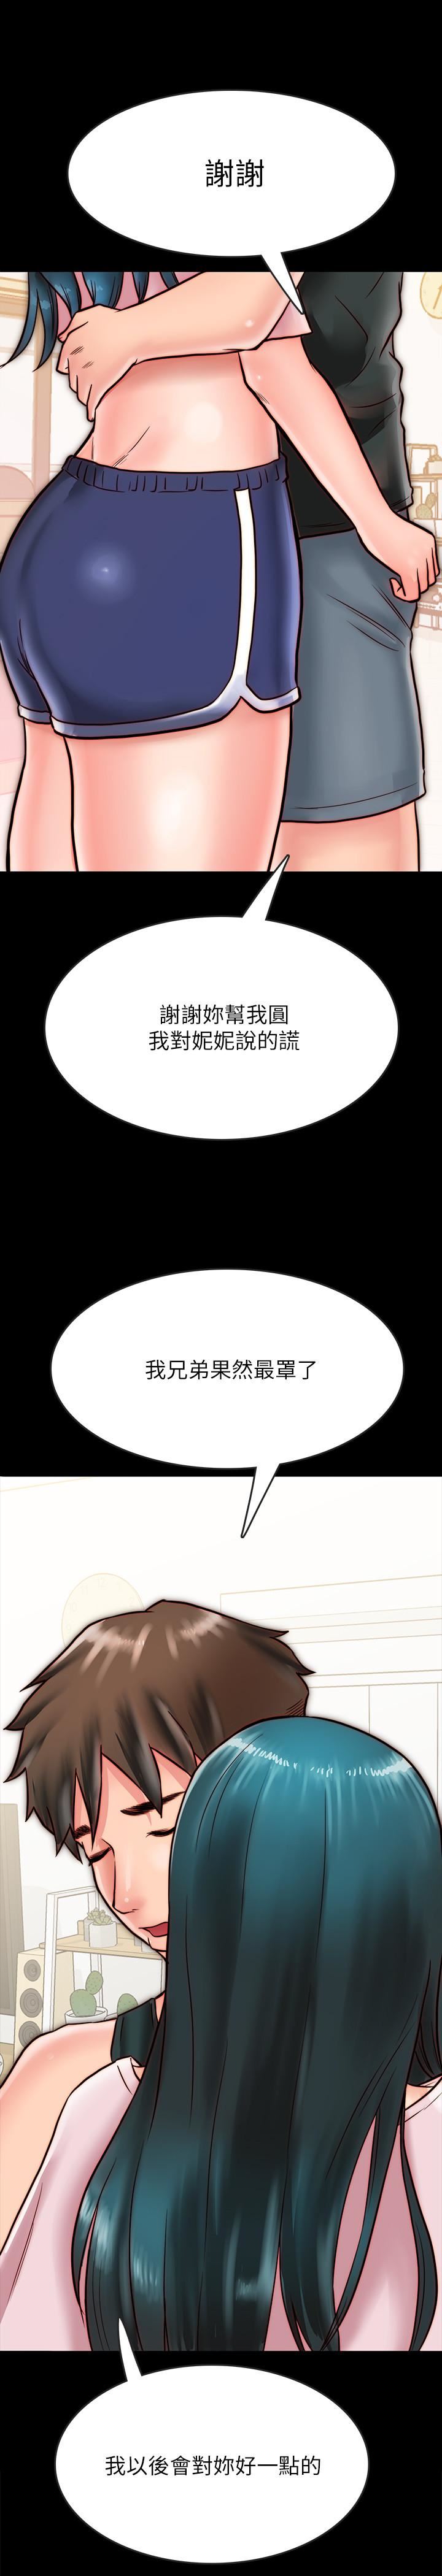 謝謝
謝謝妳幫我圓
我對妮妮說的謊
我兄弟果然最罩了
我以後會對妳好一點的